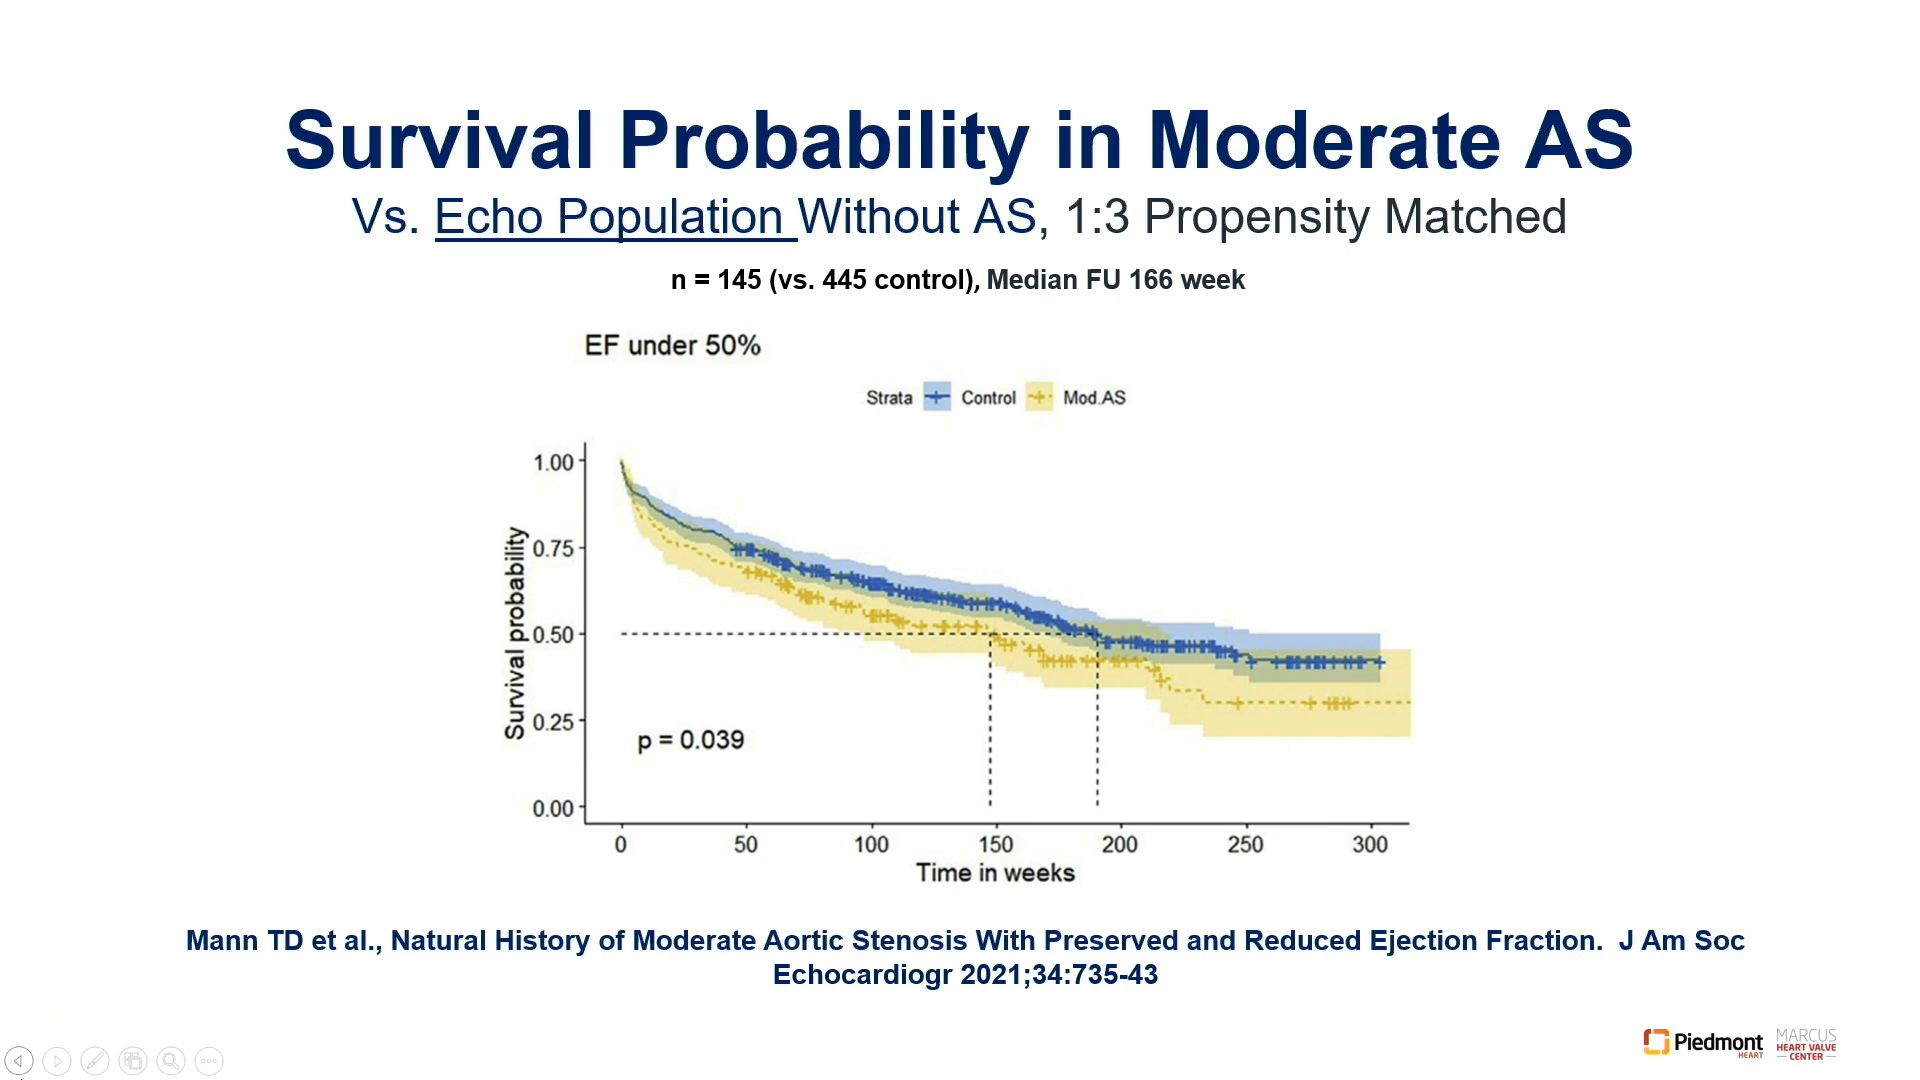 Survival Probability in Moderate AS
Vs. Echo Population Without AS, 1:3 Propensity Matched
n = 145 (vs. 445 control), Median FU 166 week
EF under 50%
Strata Control Mod.AS
Survival probability
1.00
0.75
0.50
0.25
0.00
p = 0.039
0 50 100 150 200 250 300
Time in weeks
Mann TD et al., Natural History of Moderate Aortic Stenosis With Preserved and Reduced Ejection Fraction. J Am Soc
Echocardiogr 2021;34:735-43
Piedmont
HEART
MARCUS
HEART VALVE
CENTER